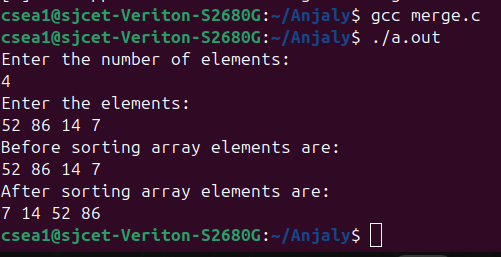 csea1@sjcet-Veriton-S2680G:~/Anjaly$ gcc merge.c
csea1@sjcet-Veriton-S2680G:~/Anjaly$ ./a.out
Enter the number of elements:
4
Enter the elements:
52 86 14 7
Before sorting array elements are:
52 86 14 7
After sorting array elements are:
7 14 52 86
csea1@sjcet-Veriton-S2680G:~/Anjaly$